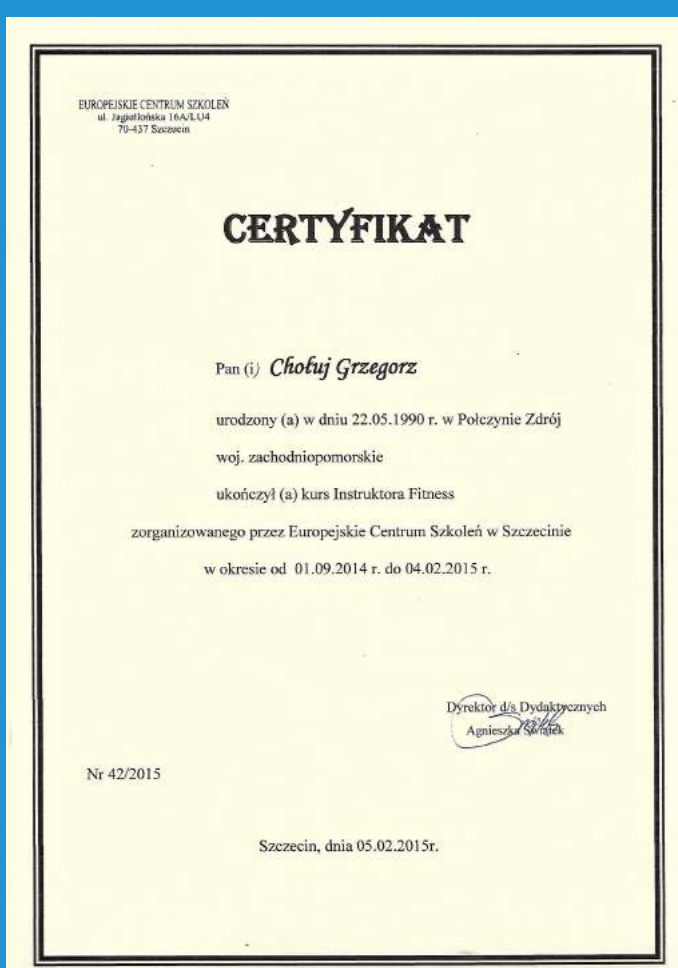 EUROPEJSKIE CENTRUM SZKOLEŃ
ul. Jagiellońska 16A/LU4
70-437 Szczecin
CERTYFIKAT
Pan (i) Chołuj Grzegorz
urodzony (a) w dniu 22.05.1990 r. w Połczynie Zdrój
woj. zachodniopomorskie
ukończył (a) kurs Instruktora Fitness
zorganizowanego przez Europejskie Centrum Szkoleń w Szczecinie
w okresie od 01.09.2014 r. do 04.02.2015 r.
Dyrektor d/s Dydaktycznych
Agnieszka Świątek
Nr 42/2015
Szczecin, dnia 05.02.2015r.